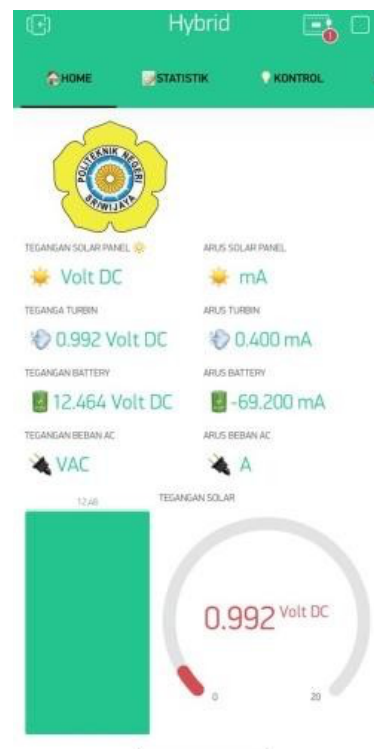 Hybrid
HOME
STATISTIK
KONTROL
POLITEKNIK NEGERI
SRIWIJAYA
TEGANGAN SOLAR PANEL
ARUS SOLAR PANEL
Volt DC
mA
TEGANGA TURBIN
ARUS TURBIN
0.992 Volt DC
0.400 mA
TEGANGAN BATTERY
ARUS BATTERY
12.464 Volt DC
-69.200 mA
TEGANGAN BEBAN AC
ARUS BEBAN AC
VAC
A
12,46
TEGANGAN SOLAR
0.992 Volt DC
0
20